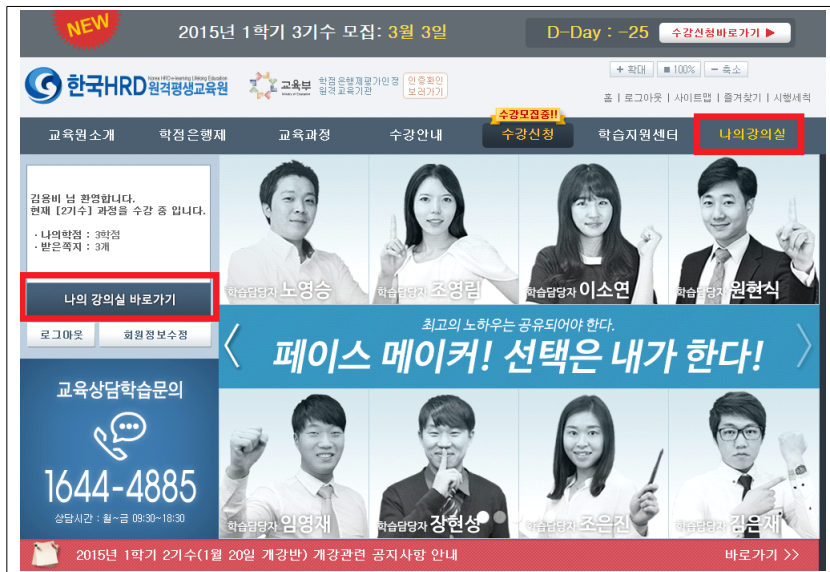 NEW
2015년 1학기 3기수 모집: 3월 3일
D-Day : -25
수강신청바로가기 ▶
한국HRD원격평생교육원
교육부
학점은행제평가인정
원격교육기관
인증확인
보러가기
+ 확대 ■ 100% - 축소
홈 | 로그아웃 | 사이트맵 | 즐겨찾기 | 시행세칙
수강모집중!!
교육원소개 학점은행제 교육과정 수강안내 수강신청 학습지원센터 나의강의실
김용비 님 환영합니다.
현재 [2기수] 과정을 수강 중 입니다.
· 나의학점 : 3학점
· 받은쪽지 : 3개
나의 강의실 바로가기
로그아웃 회원정보수정
학습담당자 노영승 학습담당자 조영림 학습담당자 이소연 학습담당자 원현식
최고의 노하우는 공유되어야 한다.
페이스 메이커! 선택은 내가 한다!
교육상담학습문의
1644-4885
상담시간 : 월~금 09:30~18:30
학습담당자 임영재 학습담당자 장현성 학습담당자 조은진 학습담당자 김은재
2015년 1학기 2기수(1월 20일 개강반) 개강관련 공지사항 안내
바로가기 >>